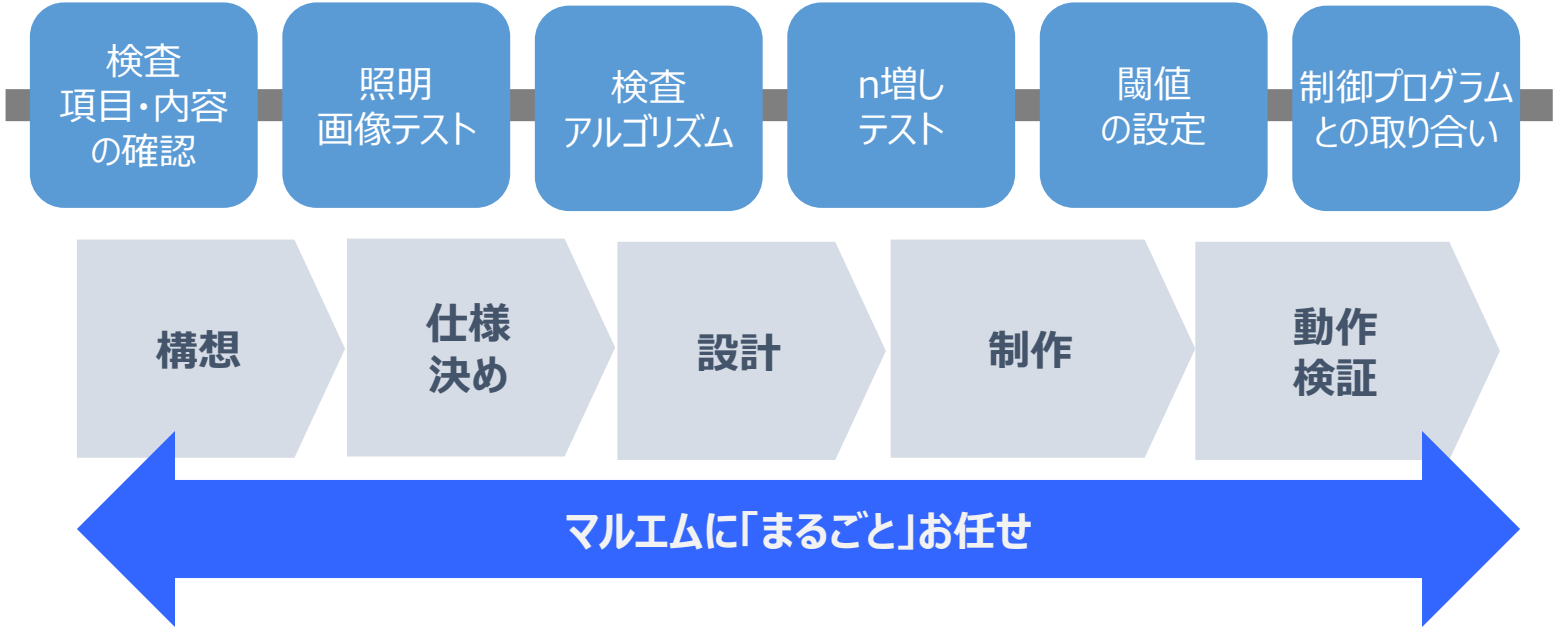 検査
項目・内容
の確認
照明
画像テスト
検査
アルゴリズム
n増し
テスト
閾値
の設定
制御プログラム
との取り合い
構想
仕様
決め
設計
制作
動作
検証
マルエムに「まるごと」お任せ